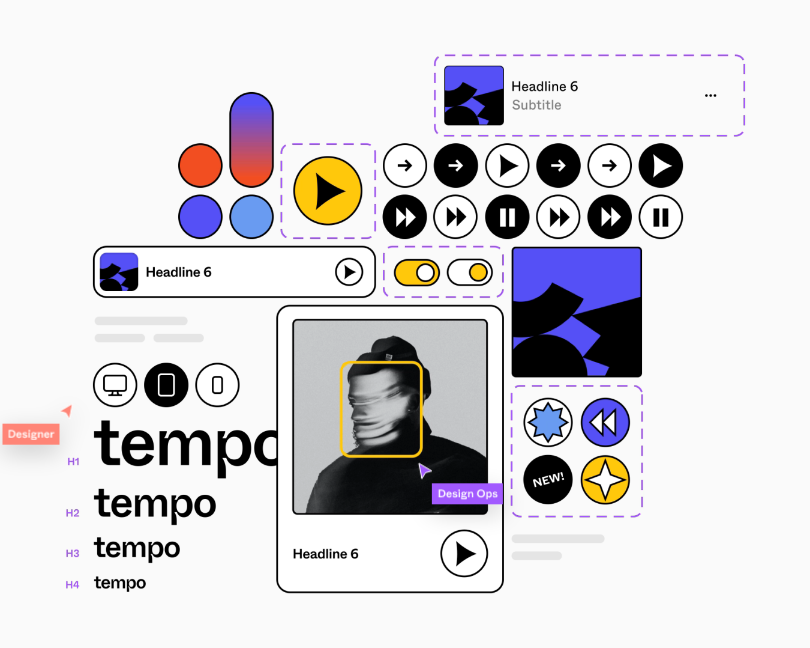 Headline 6
Subtitle
Headline 6
Designer
H1 tempo
H2 tempo
H3 tempo
H4 tempo
Design Ops
NEW!
Headline 6